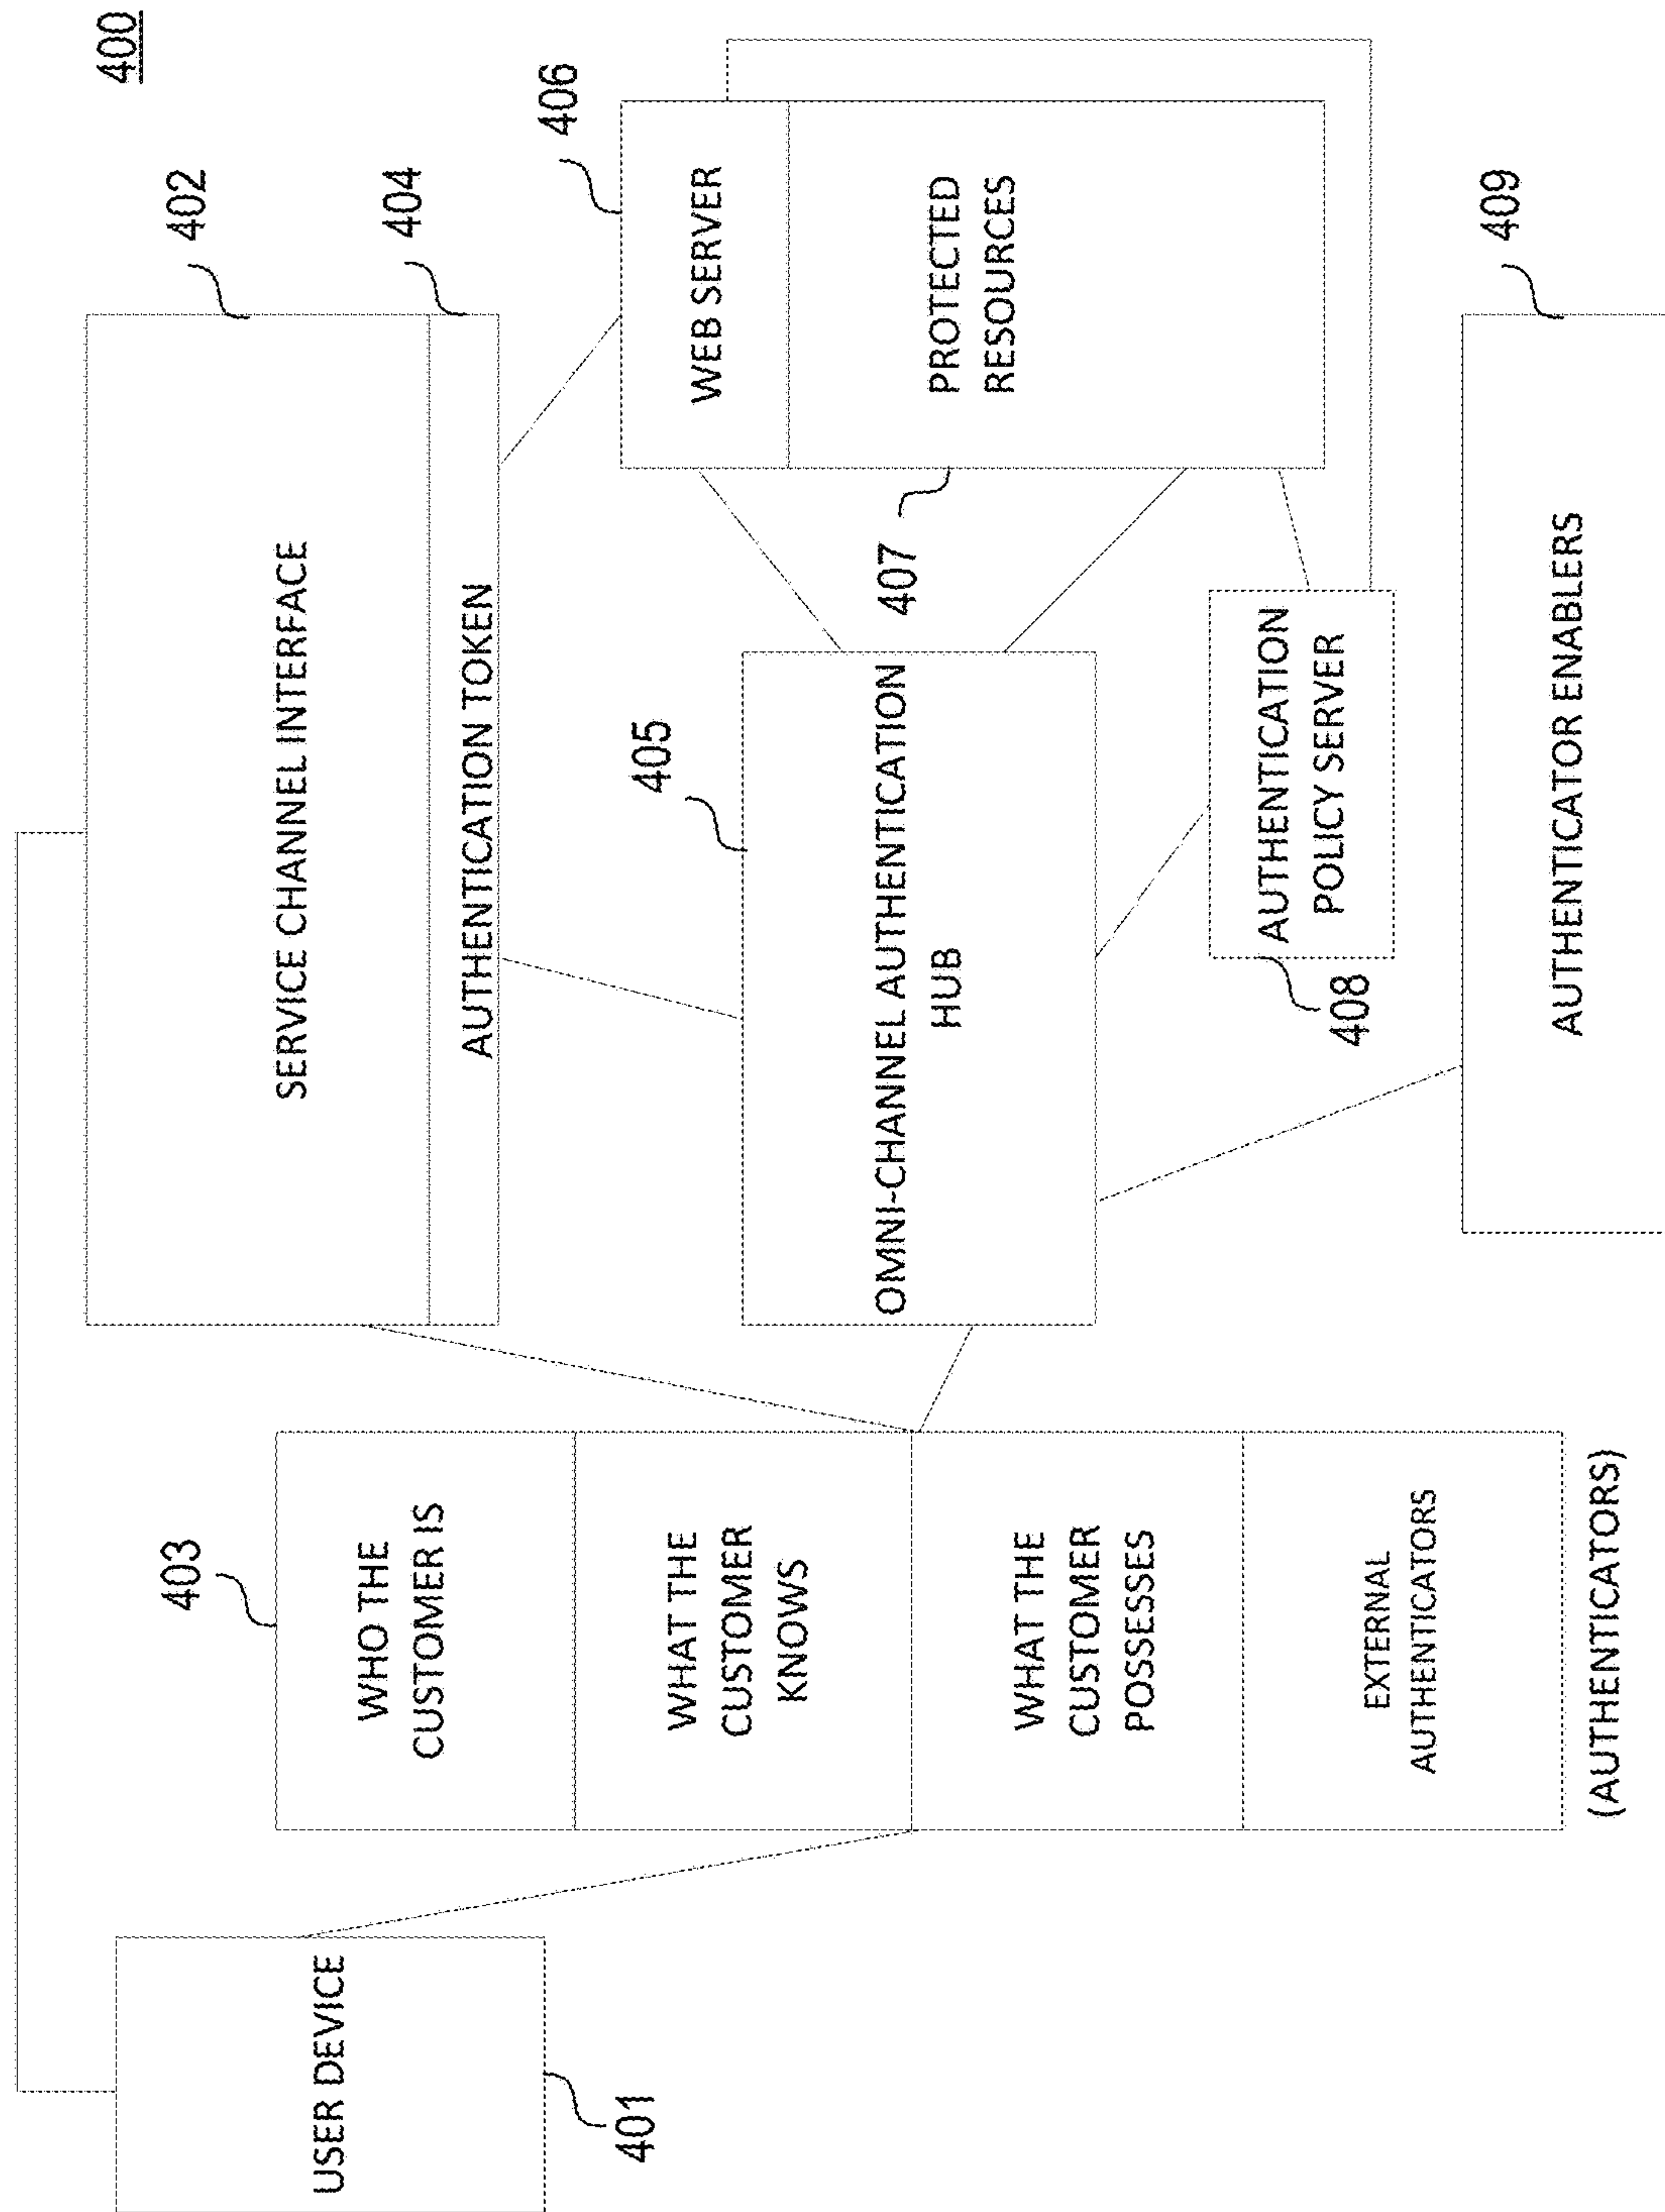 400
402
SERVICE CHANNEL INTERFACE
404
AUTHENTICATION TOKEN
USER DEVICE
401
403
WHO THE
CUSTOMER IS
WHAT THE
CUSTOMER
KNOWS
WHAT THE
CUSTOMER
POSSESSES
EXTERNAL
AUTHENTICATORS
(AUTHENTICATORS)
405
OMNI-CHANNEL AUTHENTICATION
HUB
406
WEB SERVER
PROTECTED
RESOURCES
407
AUTHENTICATION
POLICY SERVER
408
409
AUTHENTICATOR ENABLERS